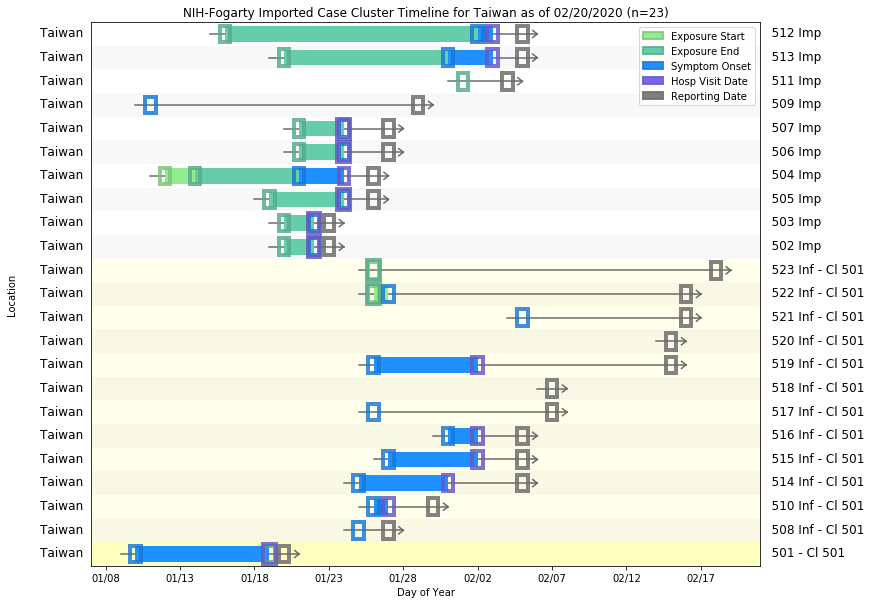 NIH-Fogarty Imported Case Cluster Timeline for Taiwan as of 02/20/2020 (n=23)
Exposure Start
Exposure End
Symptom Onset
Hosp Visit Date
Reporting Date
Taiwan 512 Imp
Taiwan 513 Imp
Taiwan 511 Imp
Taiwan 509 Imp
Taiwan 507 Imp
Taiwan 506 Imp
Taiwan 504 Imp
Taiwan 505 Imp
Taiwan 503 Imp
Taiwan 502 Imp
Taiwan 523 Inf - Cl 501
Taiwan 522 Inf - Cl 501
Taiwan 521 Inf - Cl 501
Taiwan 520 Inf - Cl 501
Taiwan 519 Inf - Cl 501
Taiwan 518 Inf - Cl 501
Taiwan 517 Inf - Cl 501
Taiwan 516 Inf - Cl 501
Taiwan 515 Inf - Cl 501
Taiwan 514 Inf - Cl 501
Taiwan 510 Inf - Cl 501
Taiwan 508 Inf - Cl 501
Taiwan 501 - Cl 501
Location
01/08 01/13 01/18 01/23 01/28 02/02 02/07 02/12 02/17
Day of Year